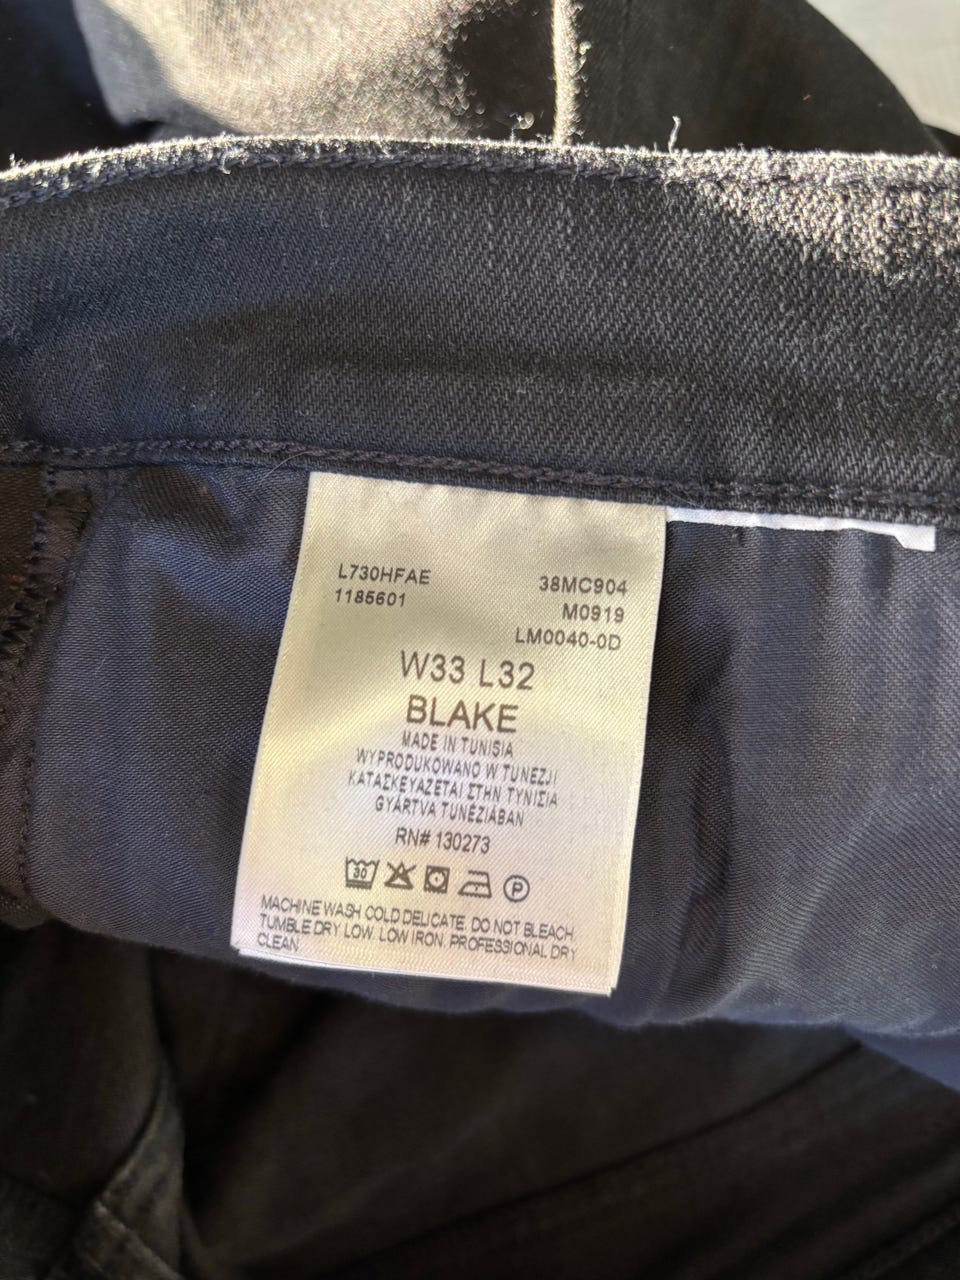 L730HFAE 38MC904
1185601 M0919
LM0040-0D
W33 L32
BLAKE
MADE IN TUNISIA
WYPRODUKOWANO W TUNEZJI
ΚΑΤΑΣΚΕΥΑΖΕΤΑΙ ΣΤΗΝ ΤΥΝΙΣΙΑ
GYÁRTVA TUNÉZIÁBAN
RN# 130273
30 P
MACHINE WASH COLD DELICATE. DO NOT BLEACH.
TUMBLE DRY LOW. LOW IRON. PROFESSIONAL DRY
CLEAN